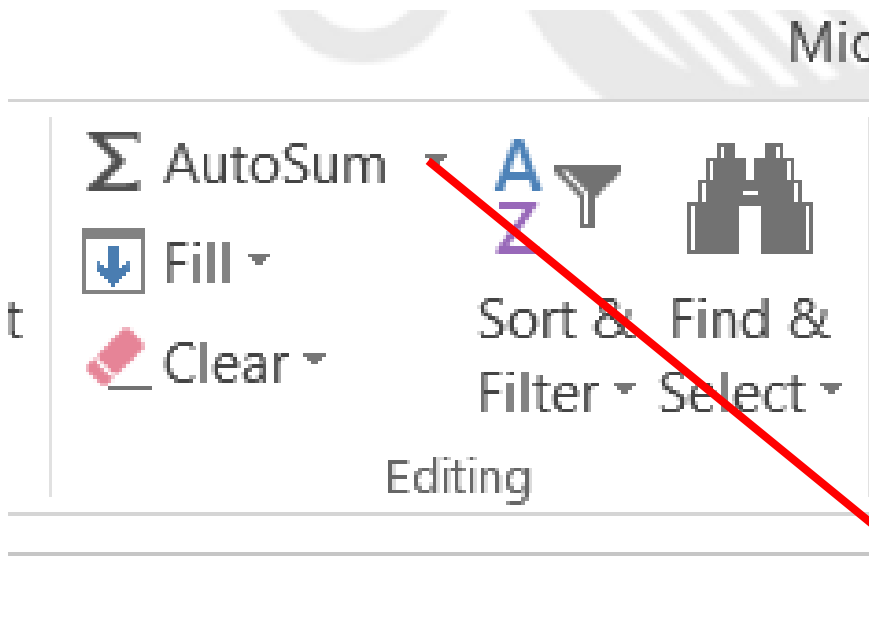 Mic
Σ AutoSum
Fill
Clear
t
A
Z
Sort &
Filter
Find &
Select
Editing